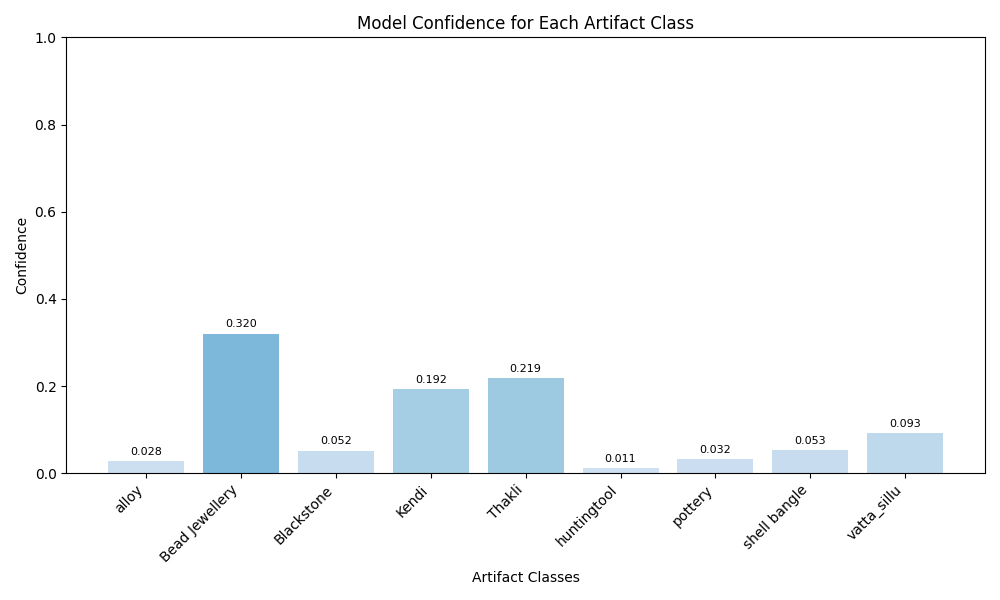 Model Confidence for Each Artifact Class
1.0
0.8
0.6
0.4
0.2
0.0
Confidence
0.028
0.320
0.052
0.192
0.219
0.011
0.032
0.053
0.093
alloy
Bead Jewellery
Blackstone
Kendi
Thakli
huntingtool
pottery
shell bangle
vatta_sillu
Artifact Classes